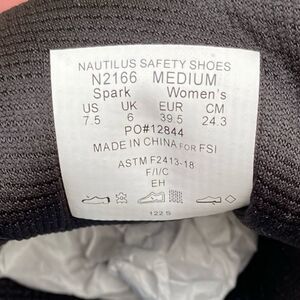 NAUTILUS SAFETY SHOES
N2166 MEDIUM
Spark Women's
US UK EUR CM
7.5 6 39.5 24.3
PO#12844
MADE IN CHINA FOR FSI
ASTM F2413-18
F/I/C
EH
122 S